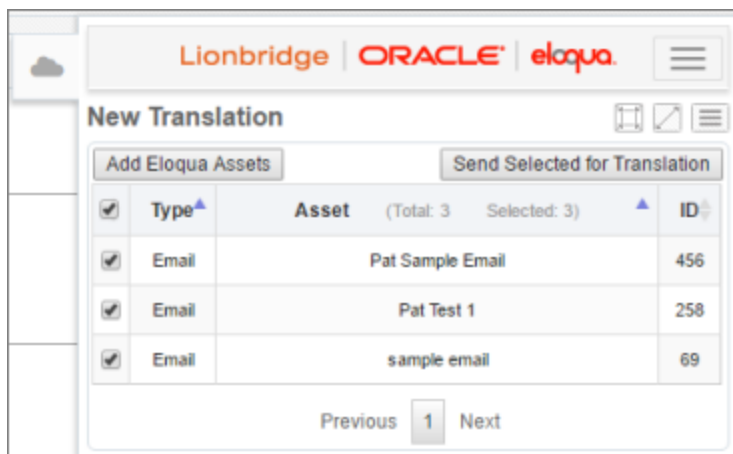 Lionbridge | ORACLE | eloqua.
New Translation
Add Eloqua Assets Send Selected for Translation
Type Asset (Total: 3 Selected: 3) ID
Email Pat Sample Email 456
Email Pat Test 1 258
Email sample email 69
Previous 1 Next